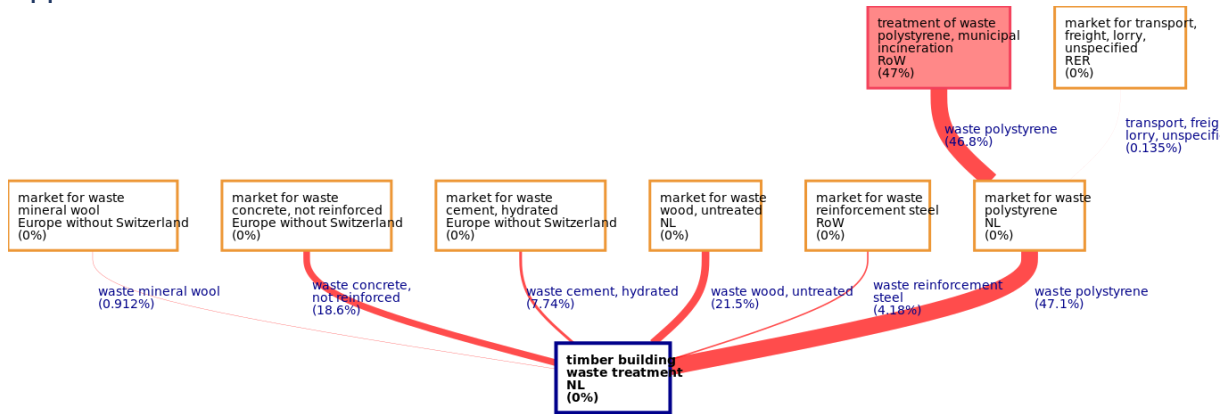 treatment of waste
polystyrene, municipal
incineration
RoW
(47%)
market for transport,
freight, lorry,
unspecified
RER
(0%)
waste polystyrene
(46.8%)
transport, freig
lorry, unspecifi
(0.135%)
market for waste
mineral wool
Europe without Switzerland
(0%)
market for waste
concrete, not reinforced
Europe without Switzerland
(0%)
market for waste
cement, hydrated
Europe without Switzerland
(0%)
market for waste
wood, untreated
NL
(0%)
market for waste
reinforcement steel
RoW
(0%)
market for waste
polystyrene
NL
(0%)
waste mineral wool
(0.912%)
waste concrete,
not reinforced
(18.6%)
waste cement, hydrated
(7.74%)
waste wood, untreated
(21.5%)
waste reinforcement
steel
(4.18%)
waste polystyrene
(47.1%)
timber building
waste treatment
NL
(0%)